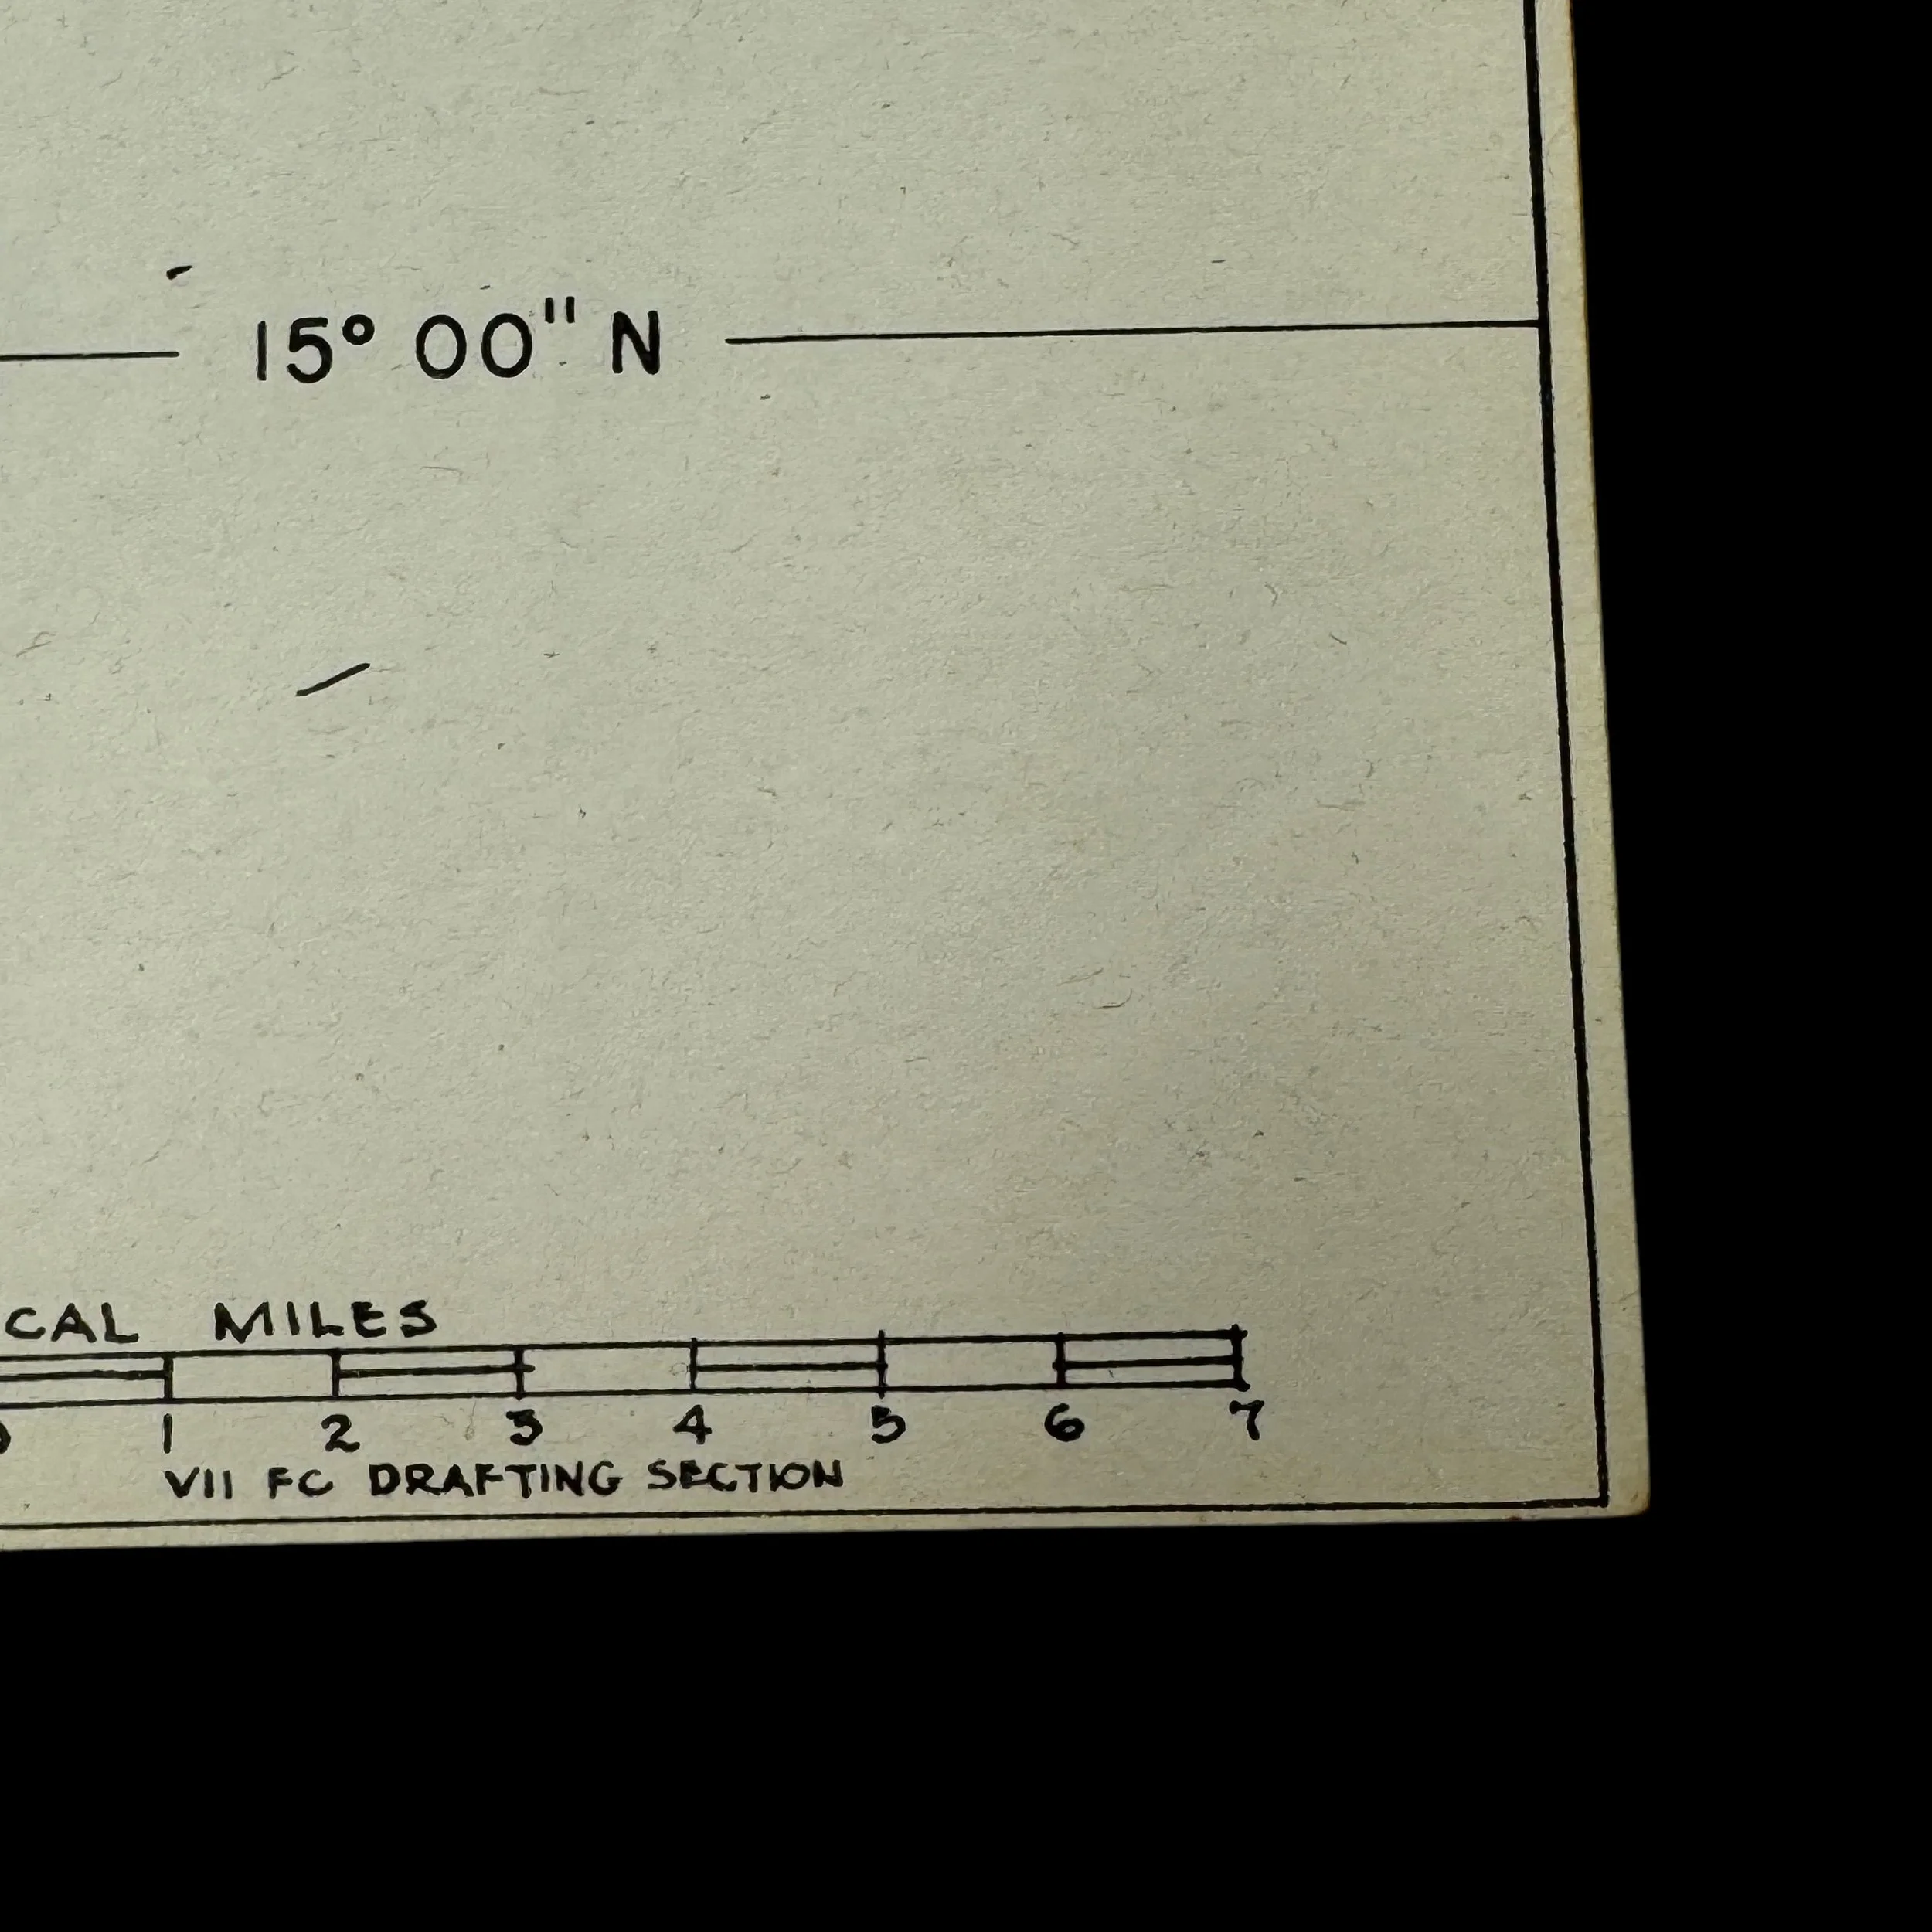 15° 00" N
CAL MILES
1 2 3 4 5 6 7
VII FC DRAFTING SECTION